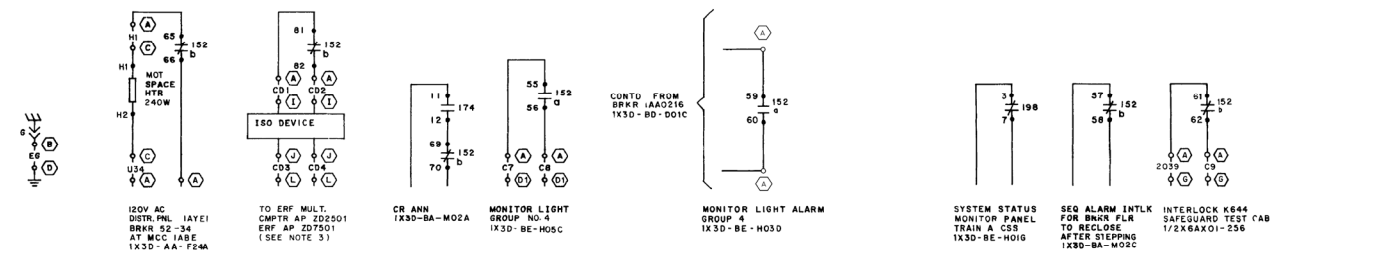 A
H1
C
65
152
b
66
H1
MOT
SPACE
HTR
240W
H2
C
U34
A
A
G
B
EG
D
120V AC
DISTR. PNL 1AYE1
BRKR 52-34
AT MCC 1ABE
1X3D-AA-F24A
81
152
b
82
A
A
CD1
CD2
I
I
ISO DEVICE
J
J
CD3
CD4
L
L
TO ERF MULT.
CMPTR AP ZD2501
ERF AP ZD7501
(SEE NOTE 3)
11
174
12
69
152
b
70
CR ANN
1X3D-BA-M02A
55
152
a
56
A
A
C7
C8
D1
D1
MONITOR LIGHT
GROUP NO. 4
1X3D-BE-H05C
CONTD FROM
BRKR 1AA0216
1X3D-BD-D01C
A
59
152
a
60
A
MONITOR LIGHT ALARM
GROUP 4
1X3D-BE-H03D
3
198
7
SYSTEM STATUS
MONITOR PANEL
TRAIN A CSS
1X3D-BE-H01G
57
152
b
58
SEQ ALARM INTLK
FOR BRKR FLR
TO RECLOSE
AFTER STEPPING
1X3D-BA-M02C
61
152
b
62
A
A
2039
C9
G
G
INTERLOCK K644
SAFEGUARD TEST CAB
1/2X6AX01-256